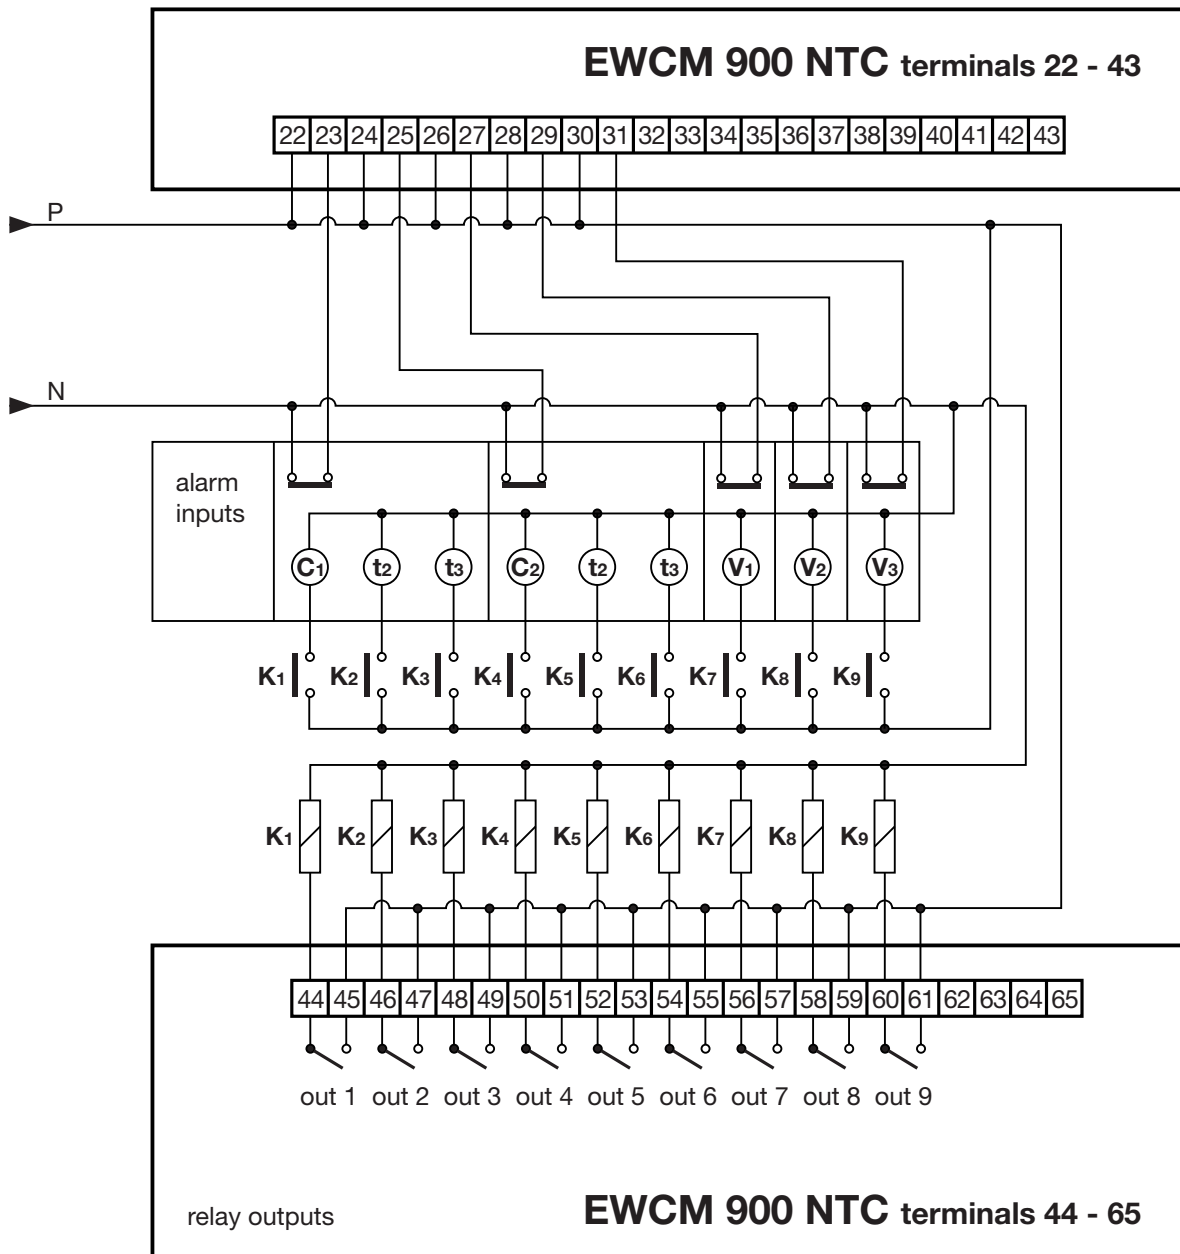 EWCM 900 NTC terminals 22 - 43
22 23 24 25 26 27 28 29 30 31 32 33 34 35 36 37 38 39 40 41 42 43
P
N
alarm
inputs
C1 t2 t3 C2 t2 t3 V1 V2 V3
K1 K2 K3 K4 K5 K6 K7 K8 K9
K1 K2 K3 K4 K5 K6 K7 K8 K9
44 45 46 47 48 49 50 51 52 53 54 55 56 57 58 59 60 61 62 63 64 65
out 1 out 2 out 3 out 4 out 5 out 6 out 7 out 8 out 9
relay outputs
EWCM 900 NTC terminals 44 - 65